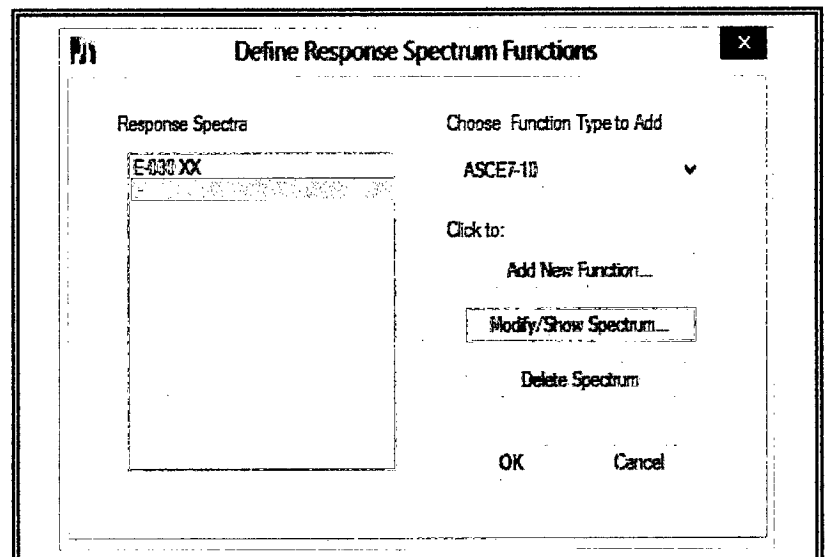 Define Response Spectrum Functions
Response Spectra
E-030 XX
Choose Function Type to Add
ASCE7-10
Click to:
Add New Function...
Modify/Show Spectrum...
Delete Spectrum
OK
Cancel